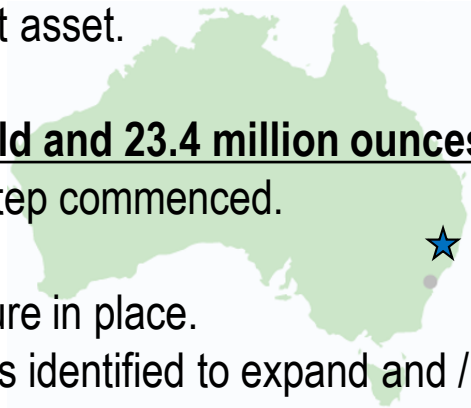 t asset.
ld and 23.4 million ounces
tep commenced.
ure in place.
s identified to expand and /